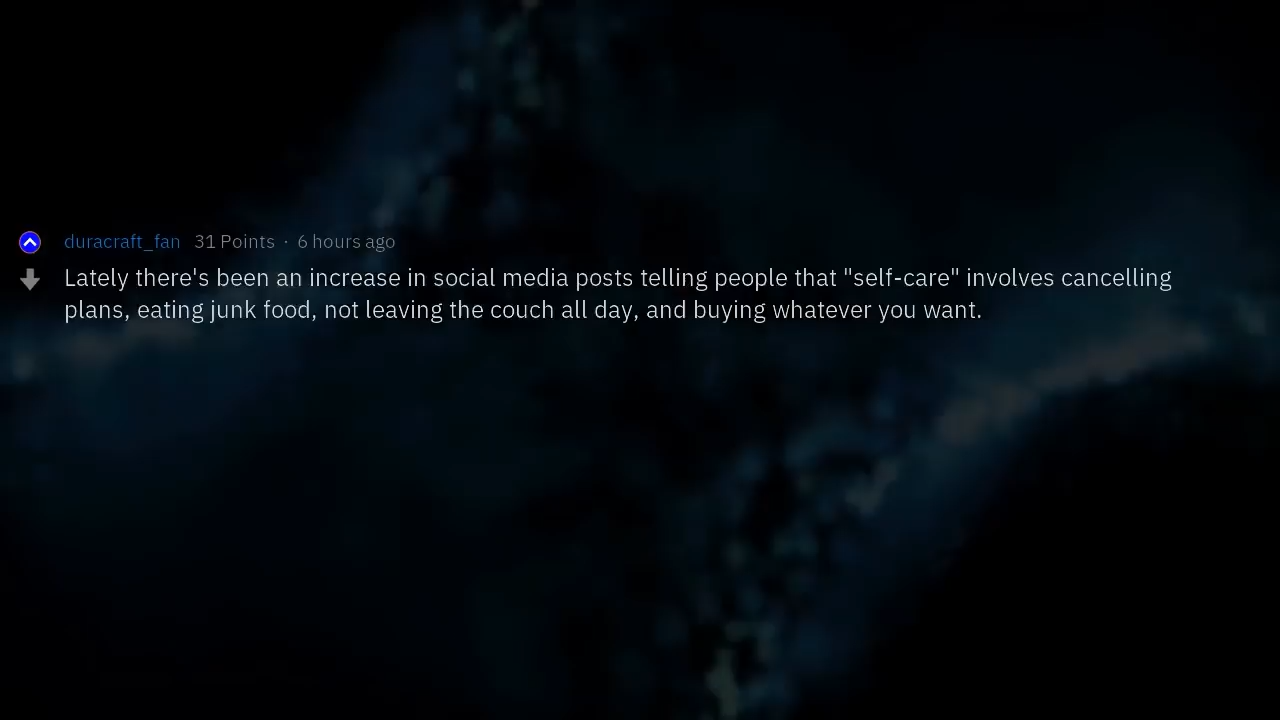 duracraft_fan 31 Points · 6 hours ago
Lately there's been an increase in social media posts telling people that "self-care" involves cancelling
plans, eating junk food, not leaving the couch all day, and buying whatever you want.